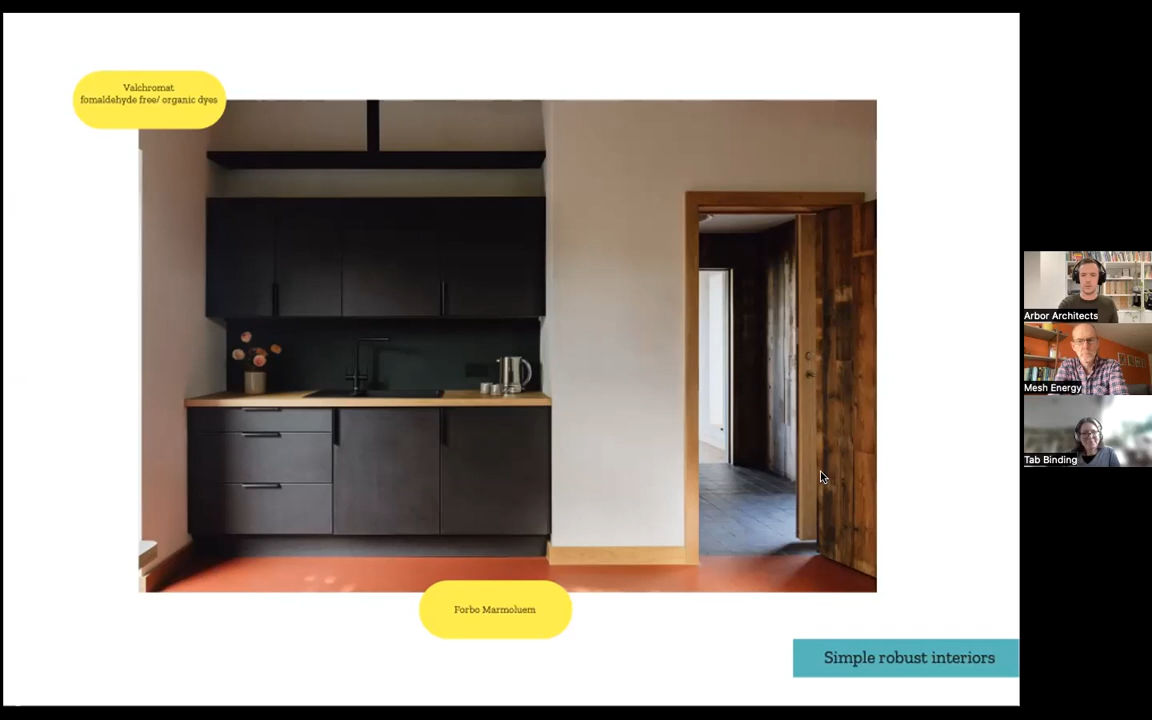 Valchromat
fomaldehyde free/ organic dyes
Forbo Marmoluem
Simple robust interiors
Arbor Architects
Mesh Energy
Tab Binding